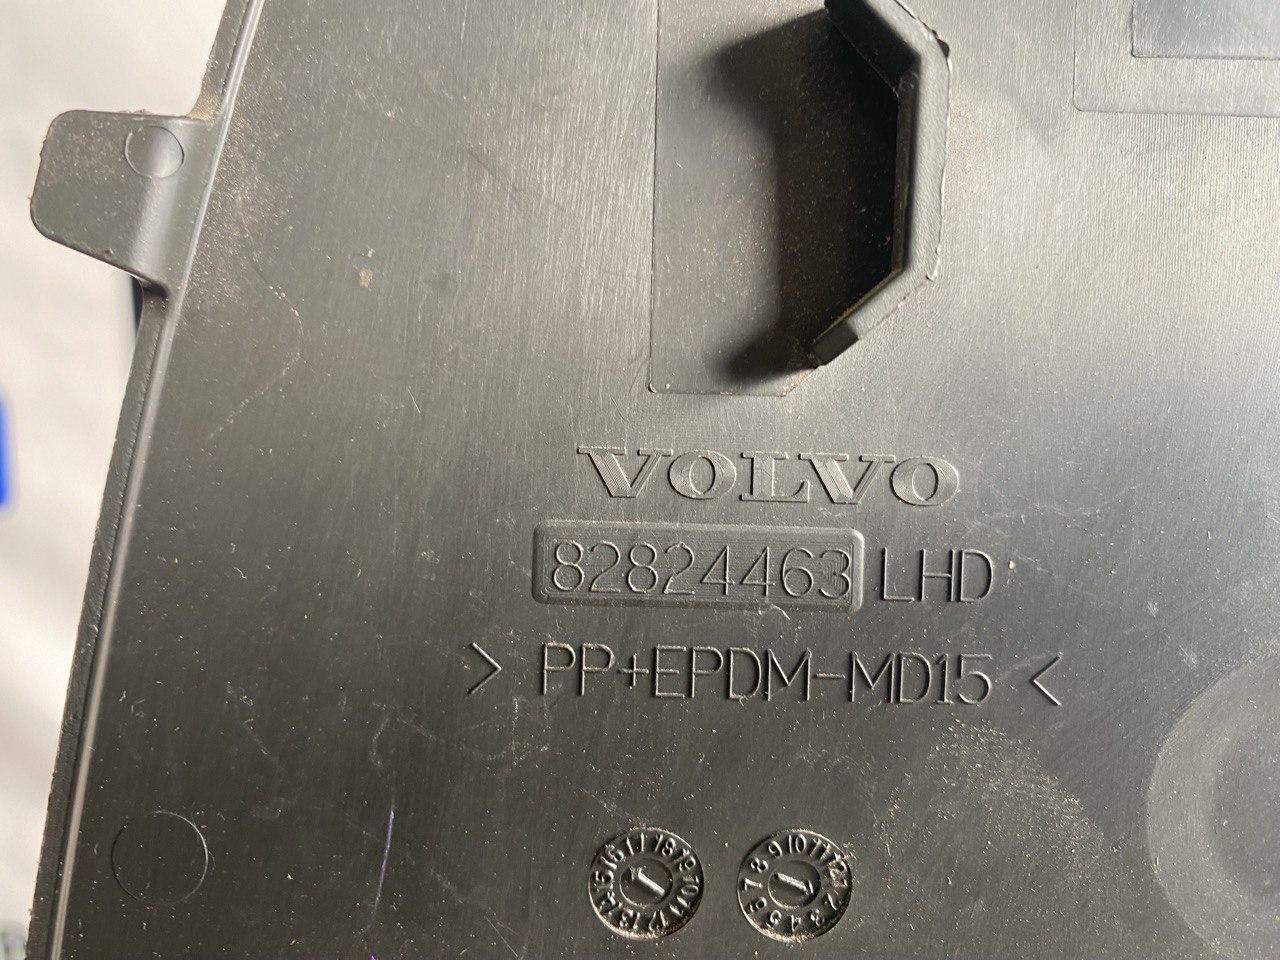 VOLVO
82824463 LHD
> PP+EPDM-MD15 <